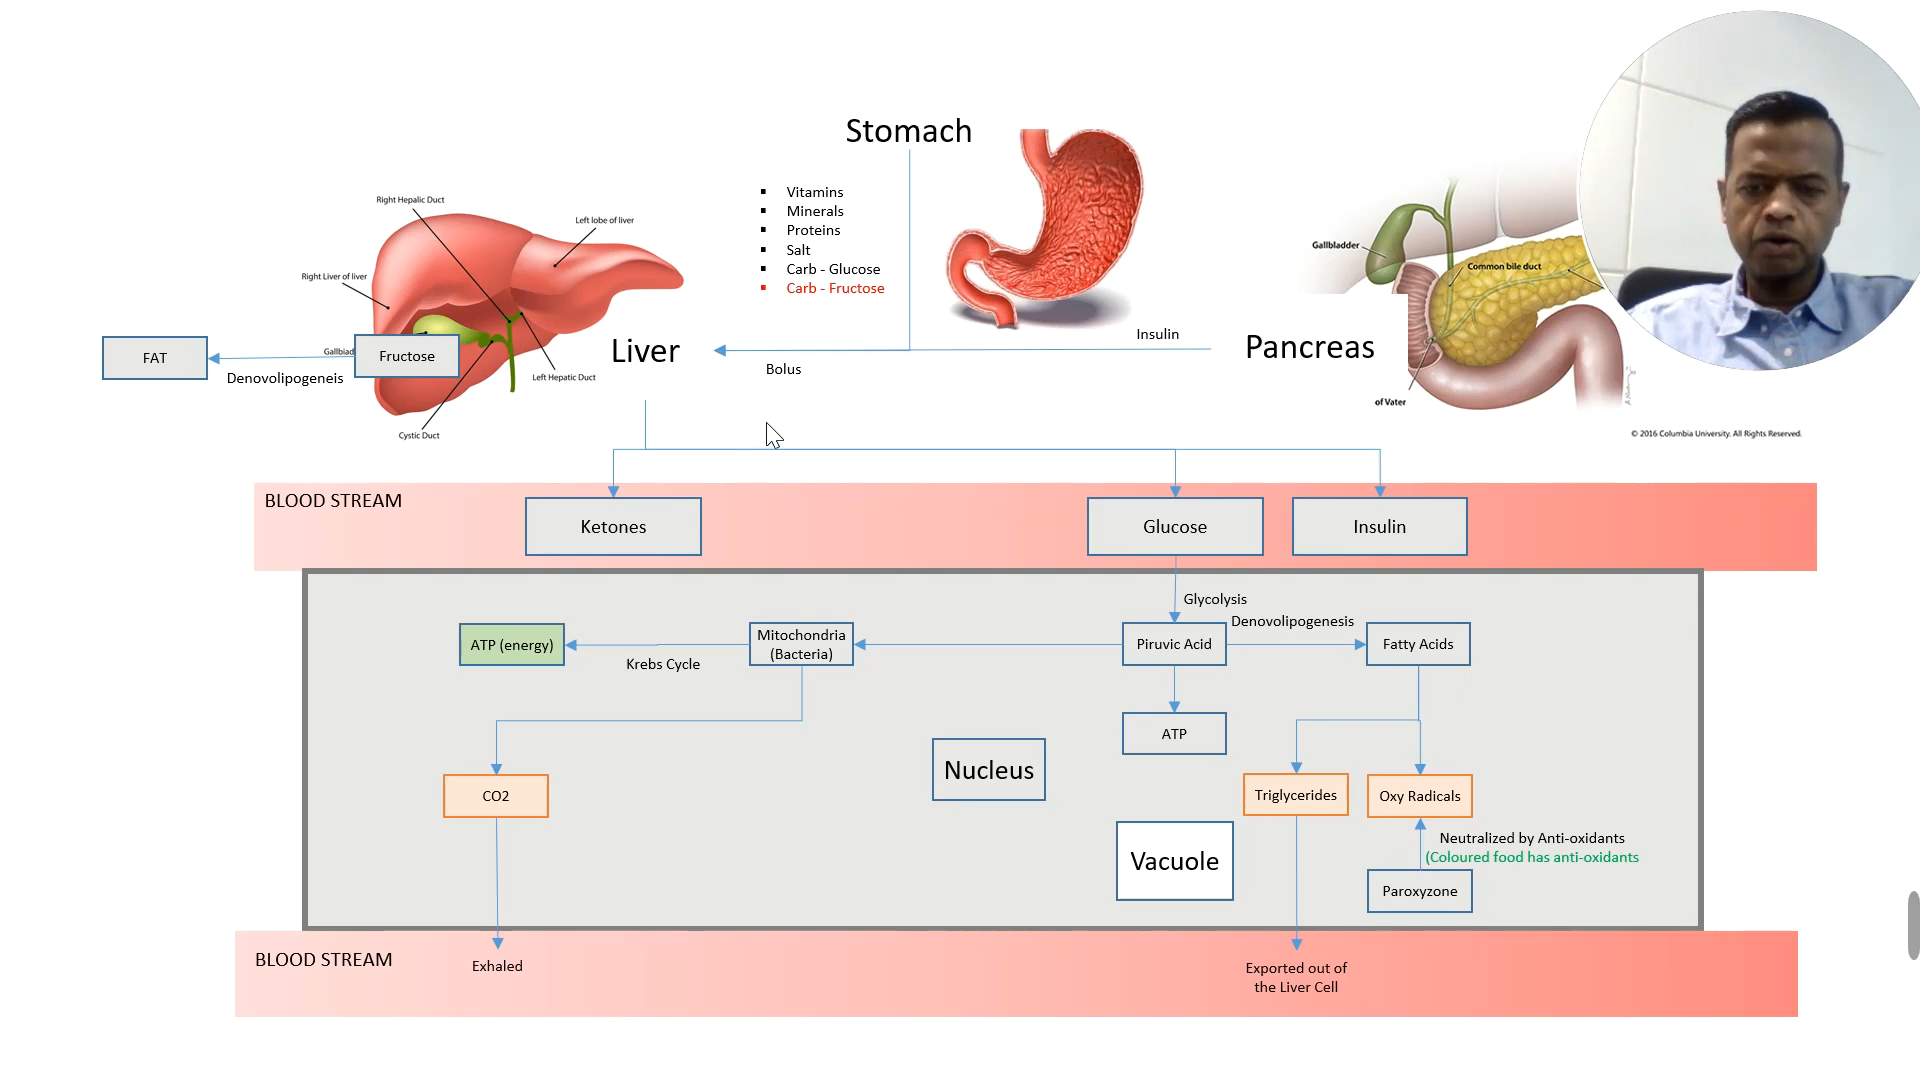 Stomach
Vitamins
Minerals
Proteins
Salt
Carb - Glucose
Carb - Fructose
Right Hepalic Duct
Left lobe of liver
Right Liver of liver
Gallblad
Left Hepatic Duct
Cystic Duct
FAT
Fructose
Denovolipogeneis
Liver
Bolus
Insulin
Pancreas
Gallbladder
Common bile duct
of Vater
© 2016 Columbia University. All Rights Reserved.
BLOOD STREAM
Ketones
Glucose
Insulin
Glycolysis
Denovolipogenesis
ATP (energy)
Krebs Cycle
Mitochondria
(Bacteria)
Piruvic Acid
Fatty Acids
ATP
Nucleus
CO2
Triglycerides
Oxy Radicals
Neutralized by Anti-oxidants
(Coloured food has anti-oxidants
Vacuole
Paroxyzone
BLOOD STREAM
Exhaled
Exported out of
the Liver Cell